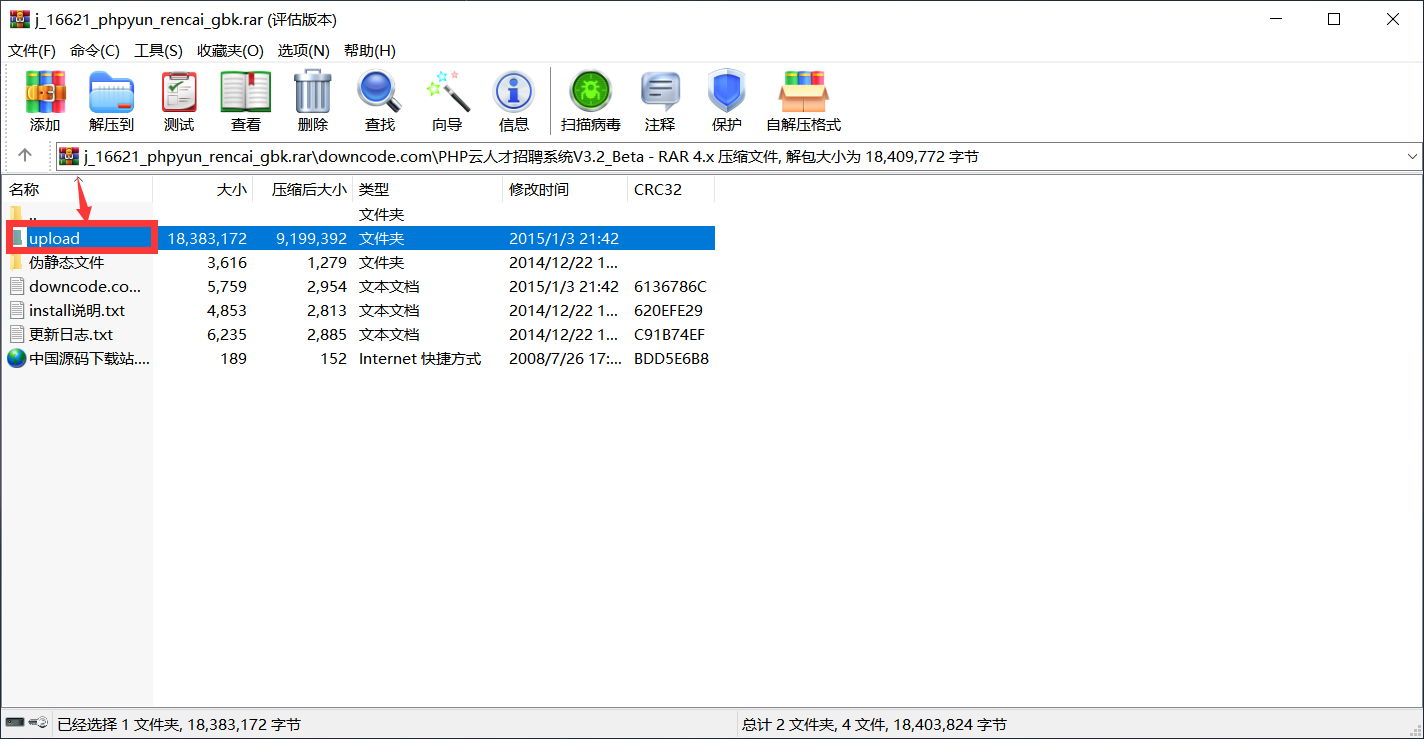 j_16621_phpyun_rencai_gbk.rar (评估版本)
文件(F) 命令(C) 工具(S) 收藏夹(O) 选项(N) 帮助(H)
添加 解压到 测试 查看 删除 查找 向导 信息 扫描病毒 注释 保护 自解压格式
j_16621_phpyun_rencai_gbk.rar\downcode.com\PHP云人才招聘系统V3.2_Beta - RAR 4.x 压缩文件, 解包大小为 18,409,772 字节
名称 大小 压缩后大小 类型 修改时间 CRC32
.. 文件夹
upload 18,383,172 9,199,392 文件夹 2015/1/3 21:42
伪静态文件 3,616 1,279 文件夹 2014/12/22 1...
downcode.co... 5,759 2,954 文本文档 2015/1/3 21:42 6136786C
install说明.txt 4,853 2,813 文本文档 2014/12/22 1... 620EFE29
更新日志.txt 6,235 2,885 文本文档 2014/12/22 1... C91B74EF
中国源码下载站.... 189 152 Internet 快捷方式 2008/7/26 17:... BDD5E6B8
已经选择 1 文件夹, 18,383,172 字节 总计 2 文件夹, 4 文件, 18,403,824 字节